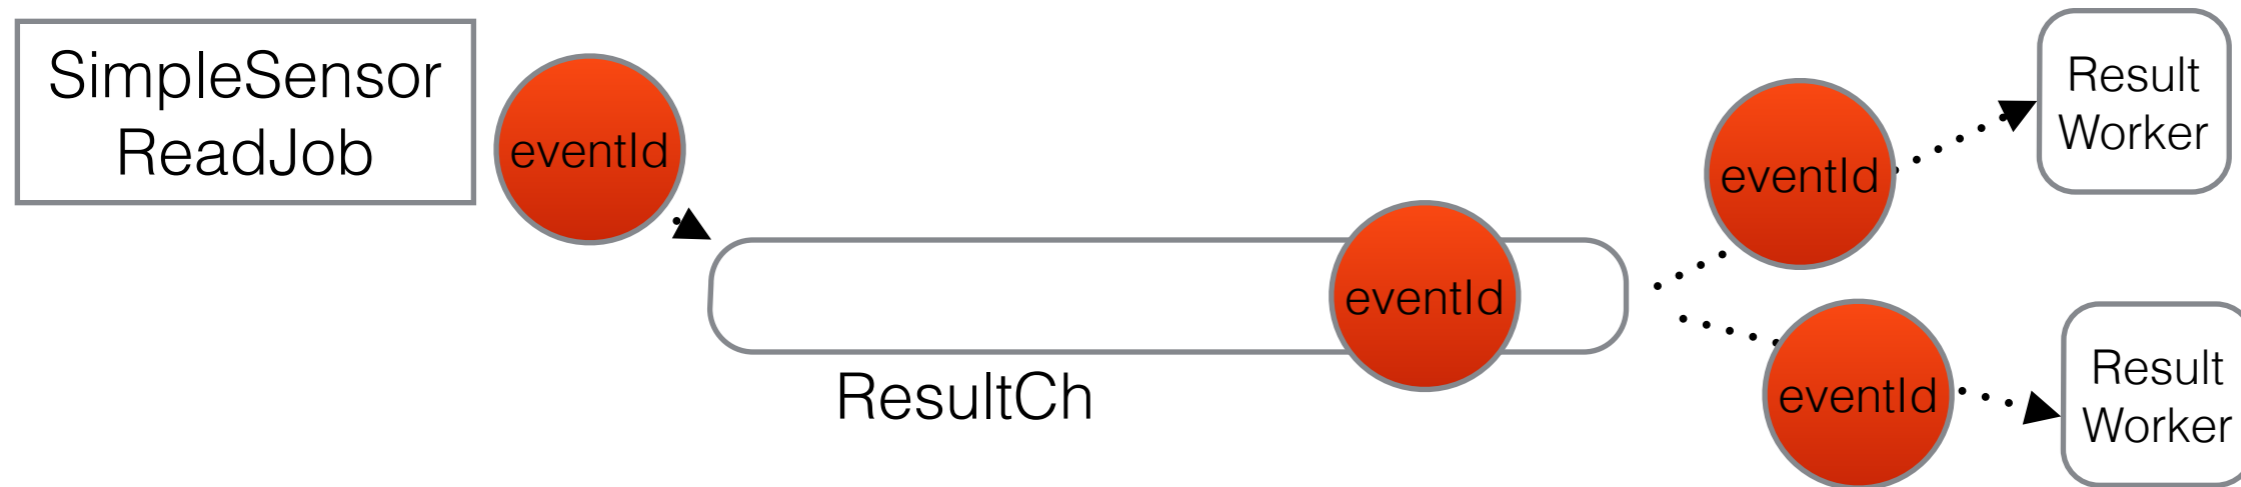 SimpleSensor
ReadJob
eventId
ResultCh
eventId
eventId
Result
Worker
eventId
Result
Worker